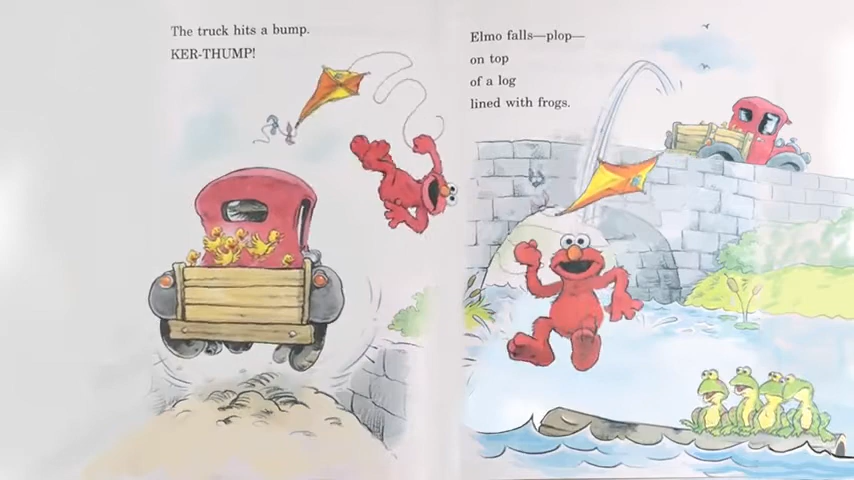 The truck hits a bump.
KER-THUMP!
Elmo falls—plop—
on top
of a log
lined with frogs.